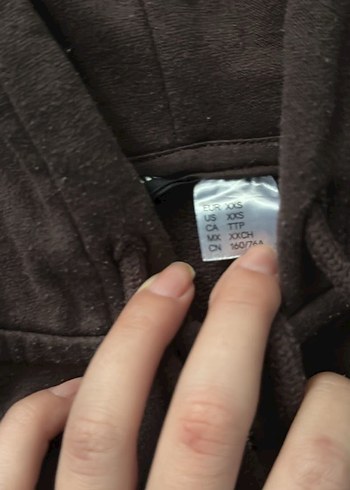 EUR XXS
US XXS
CA TTP
MX XXCH
CN 160/76A